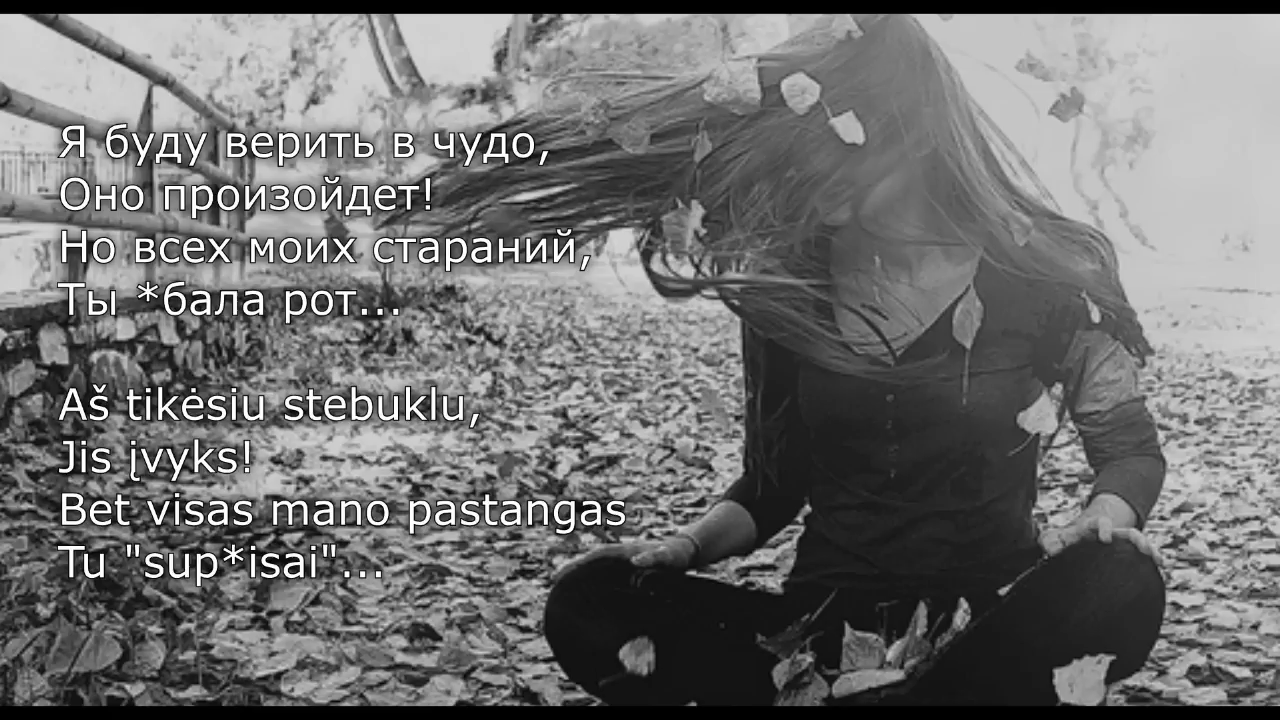 Я буду верить в чудо,
Оно произойдет!
Но всех моих стараний,
Ты *бала рот...
Aš tikėsiu stebuklu,
Jis įvyks!
Bet visas mano pastangas
Tu "sup*isai"...